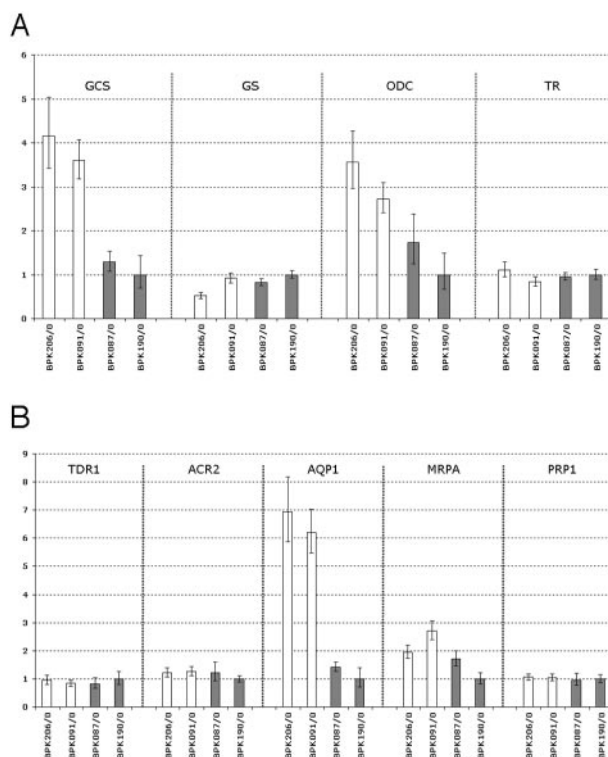 A
6
5
4
3
2
1
0
GCS GS ODC TR
BPK206/0 BPK091/0 BPK087/0 BPK190/0 BPK206/0 BPK091/0 BPK087/0 BPK190/0 BPK206/0 BPK091/0 BPK087/0 BPK190/0 BPK206/0 BPK091/0 BPK087/0 BPK190/0
B
9
8
7
6
5
4
3
2
1
0
TDR1 ACR2 AQP1 MRPA PRP1
BPK206/0 BPK091/0 BPK087/0 BPK190/0 BPK206/0 BPK091/0 BPK087/0 BPK190/0 BPK206/0 BPK091/0 BPK087/0 BPK190/0 BPK206/0 BPK091/0 BPK087/0 BPK190/0 BPK206/0 BPK091/0 BPK087/0 BPK190/0